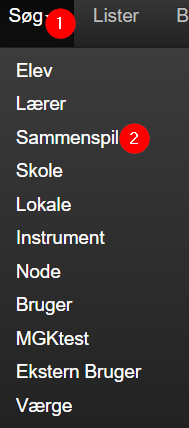 Søg 1 Lister B
Elev
Lærer
Sammenspil 2
Skole
Lokale
Instrument
Node
Bruger
MGKtest
Ekstern Bruger
Værge